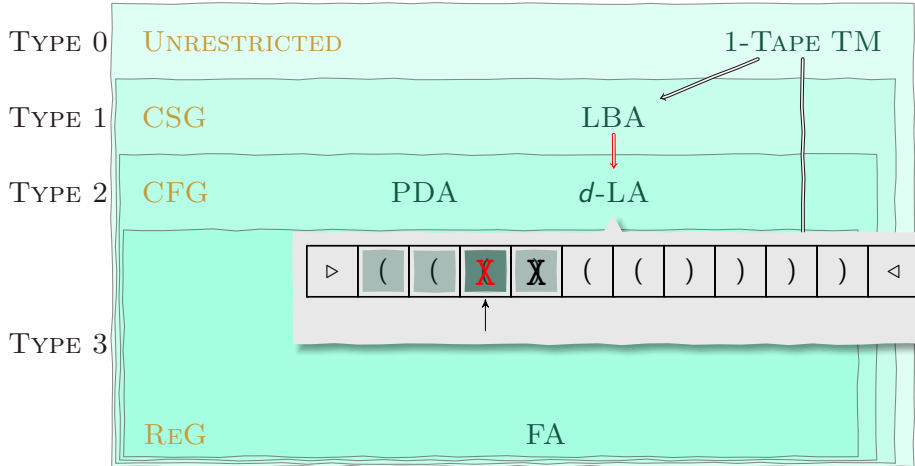 TYPE 0 UNRESTRICTED 1-TAPE TM
TYPE 1 CSG LBA
TYPE 2 CFG PDA d-LA
▷ ( ( X X ( ( ) ) ) ) ◁
TYPE 3
REG FA